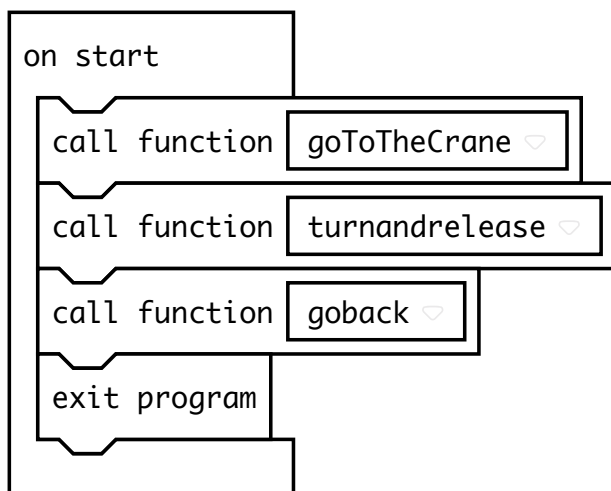 on start
call function goToTheCrane
call function turnandrelease
call function goback
exit program